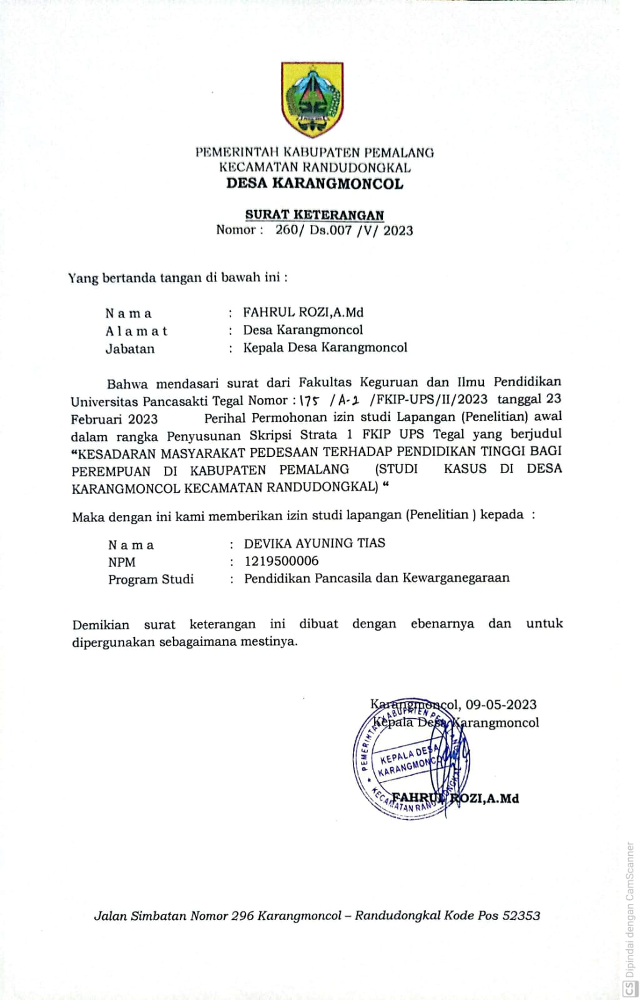 PEMERINTAH KABUPATEN PEMALANG
KECAMATAN RANDUDONGKAL
DESA KARANGMONCOL
SURAT KETERANGAN
Nomor : 260/ Ds.007 /V/ 2023
Yang bertanda tangan di bawah ini :
N a m a : FAHRUL ROZI,A.Md
A l a m a t : Desa Karangmoncol
Jabatan : Kepala Desa Karangmoncol
Bahwa mendasari surat dari Fakultas Keguruan dan Ilmu Pendidikan
Universitas Pancasakti Tegal Nomor : 175 / A-2 /FKIP-UPS/II/2023 tanggal 23
Februari 2023 Perihal Permohonan izin studi Lapangan (Penelitian) awal
dalam rangka Penyusunan Skripsi Strata 1 FKIP UPS Tegal yang berjudul
“KESADARAN MASYARAKAT PEDESAAN TERHADAP PENDIDIKAN TINGGI BAGI
PEREMPUAN DI KABUPATEN PEMALANG (STUDI KASUS DI DESA
KARANGMONCOL KECAMATAN RANDUDONGKAL) “
Maka dengan ini kami memberikan izin studi lapangan (Penelitian ) kepada :
N a m a : DEVIKA AYUNING TIAS
NPM : 1219500006
Program Studi : Pendidikan Pancasila dan Kewarganegaraan
Demikian surat keterangan ini dibuat dengan ebenarnya dan untuk
dipergunakan sebagaimana mestinya.
Karangmoncol, 09-05-2023
Kepala Desa Karangmoncol
PEMERINTAH KABUPATEN PEMALANG
KEPALA DESA
KARANGMONCOL
KECAMATAN RANDUDONGKAL
FAHRUL ROZI,A.Md
Jalan Simbatan Nomor 296 Karangmoncol – Randudongkal Kode Pos 52353
CS Dipindai dengan CamScanner